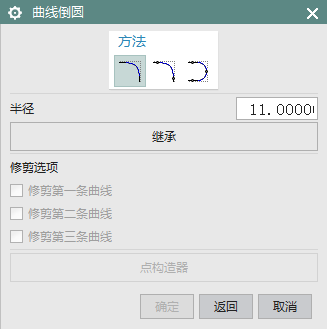 曲线倒圆
方法
半径 11.0000
继承
修剪选项
修剪第一条曲线
修剪第二条曲线
修剪第三条曲线
点构造器
确定 返回 取消